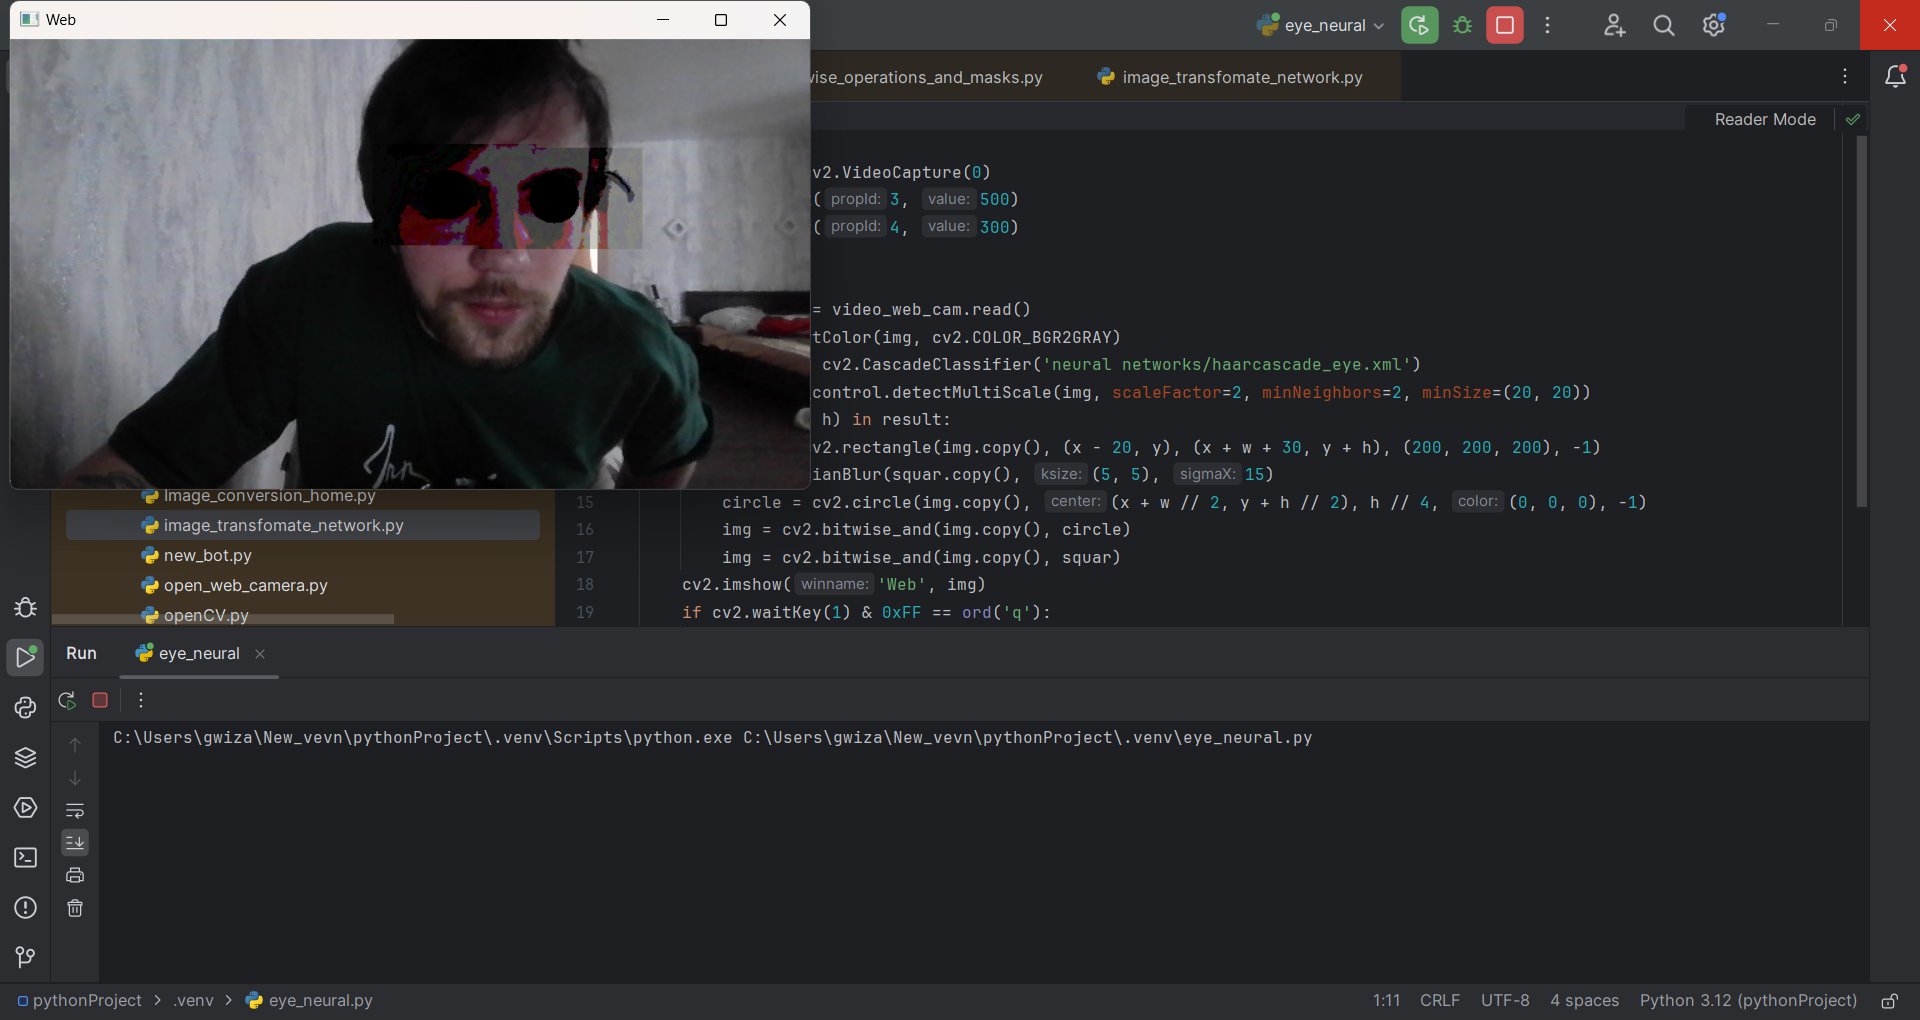 Web
eye_neural
wise_operations_and_masks.py
image_transfomate_network.py
Reader Mode
v2.VideoCapture(0)
( propId: 3, value: 500)
( propId: 4, value: 300)
= video_web_cam.read()
tColor(img, cv2.COLOR_BGR2GRAY)
cv2.CascadeClassifier('neural networks/haarcascade_eye.xml')
control.detectMultiScale(img, scaleFactor=2, minNeighbors=2, minSize=(20, 20))
h) in result:
v2.rectangle(img.copy(), (x - 20, y), (x + w + 30, y + h), (200, 200, 200), -1)
ianBlur(squar.copy(), ksize: (5, 5), sigmaX: 15)
15 circle = cv2.circle(img.copy(), center: (x + w // 2, y + h // 2), h // 4, color: (0, 0, 0), -1)
16 img = cv2.bitwise_and(img.copy(), circle)
17 img = cv2.bitwise_and(img.copy(), squar)
18 cv2.imshow( winname: 'Web', img)
19 if cv2.waitKey(1) & 0xFF == ord('q'):
Image_conversion_home.py
image_transfomate_network.py
new_bot.py
open_web_camera.py
openCV.py
Run eye_neural
C:\Users\gwiza\New_vevn\pythonProject\.venv\Scripts\python.exe C:\Users\gwiza\New_vevn\pythonProject\.venv\eye_neural.py
pythonProject > .venv > eye_neural.py
1:11 CRLF UTF-8 4 spaces Python 3.12 (pythonProject)